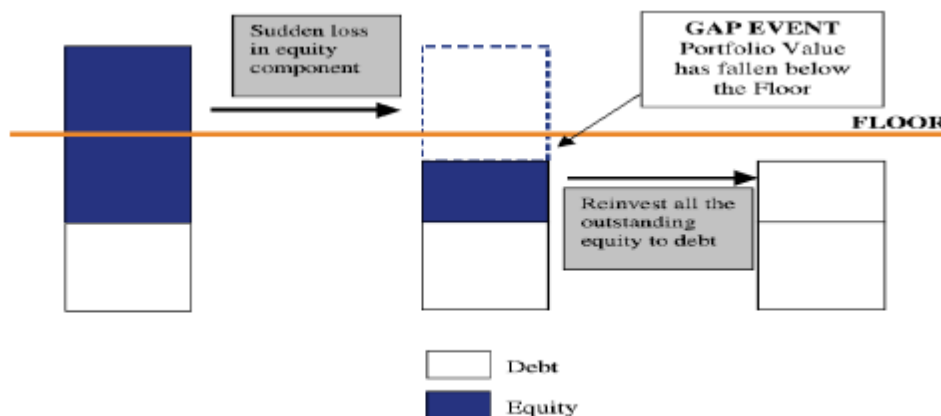 Sudden loss
in equity
component
GAP EVENT
Portfolio Value
has fallen below
the Floor
FLOOR
Reinvest all the
outstanding
equity to debt
Debt
Equity